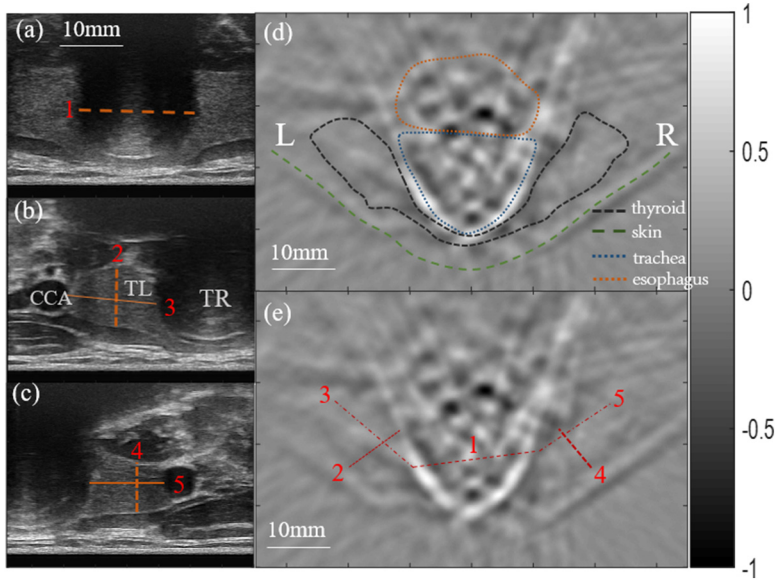 (a)
10mm
1
(b)
2
CCA
TL
3
TR
(c)
4
5
(d)
L
R
thyroid
skin
trachea
esophagus
10mm
(e)
3
5
1
2
4
10mm
1
0.5
0
-0.5
-1